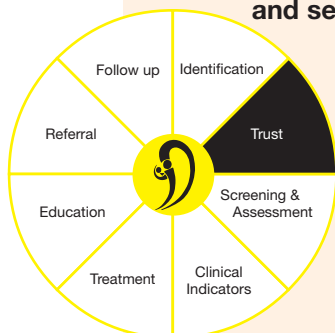 and se
Follow up
Identification
Referral
Trust
Education
Screening &
Assessment
Treatment
Clinical
Indicators